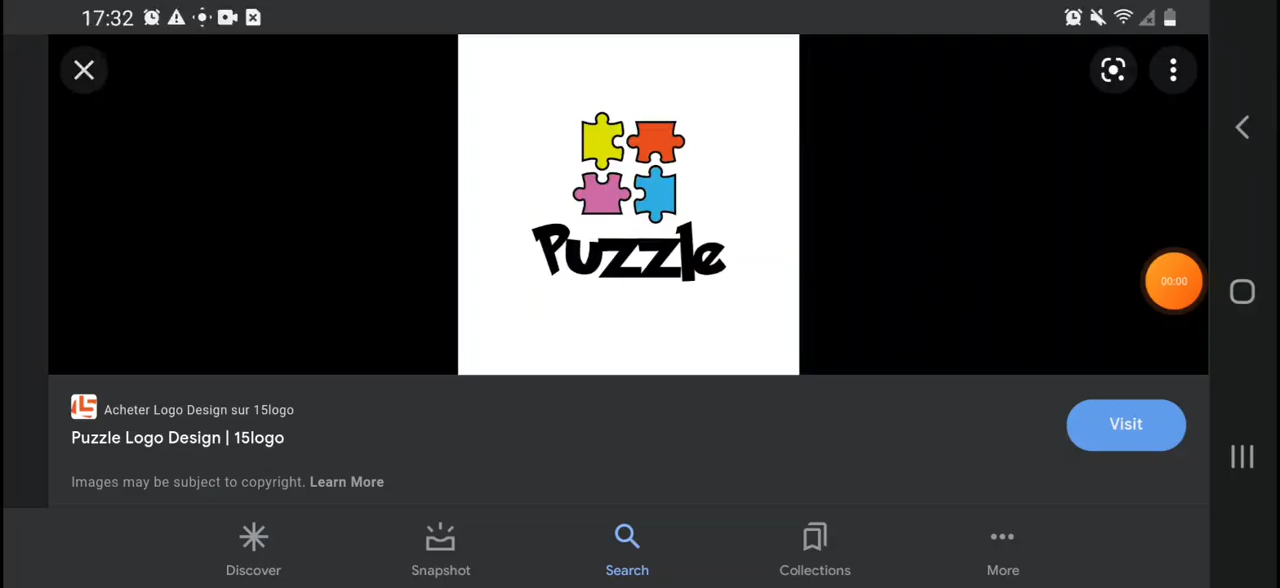 17:32
Puzzle
00:00
Acheter Logo Design sur 15logo
Puzzle Logo Design | 15logo
Visit
Images may be subject to copyright. Learn More
Discover
Snapshot
Search
Collections
More